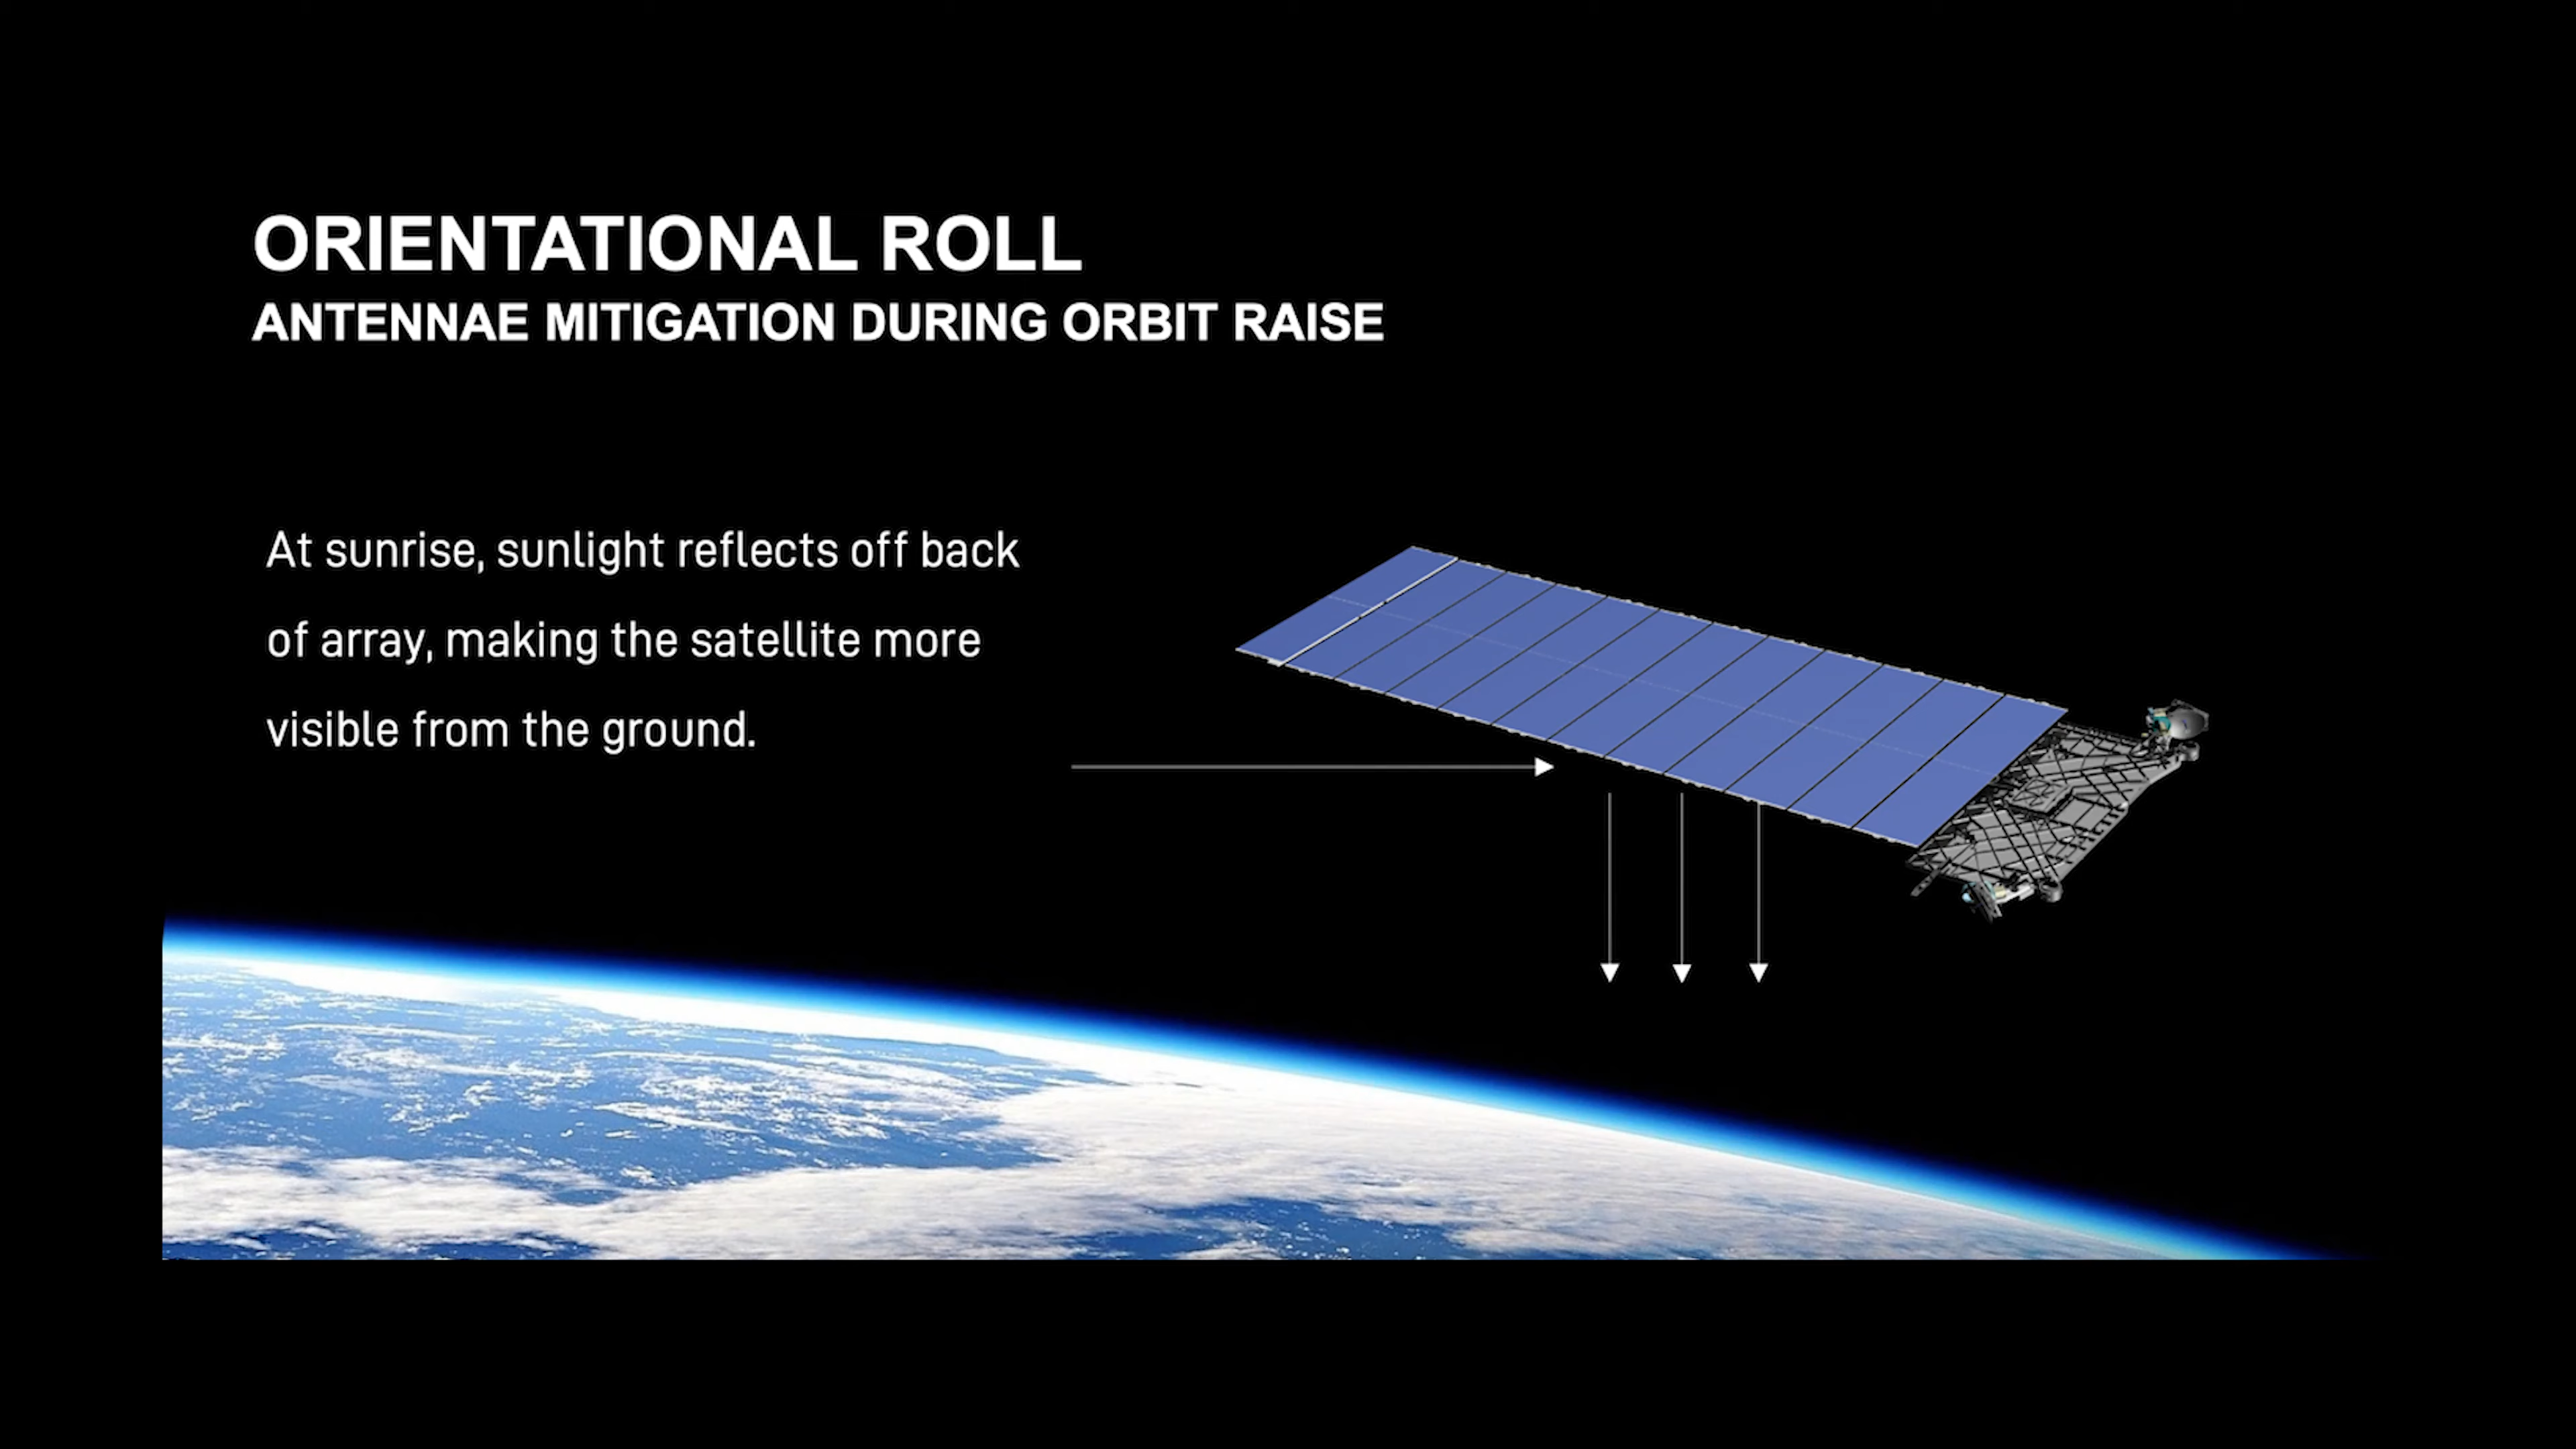 ORIENTATIONAL ROLL
ANTENNAE MITIGATION DURING ORBIT RAISE
At sunrise, sunlight reflects off back
of array, making the satellite more
visible from the ground.